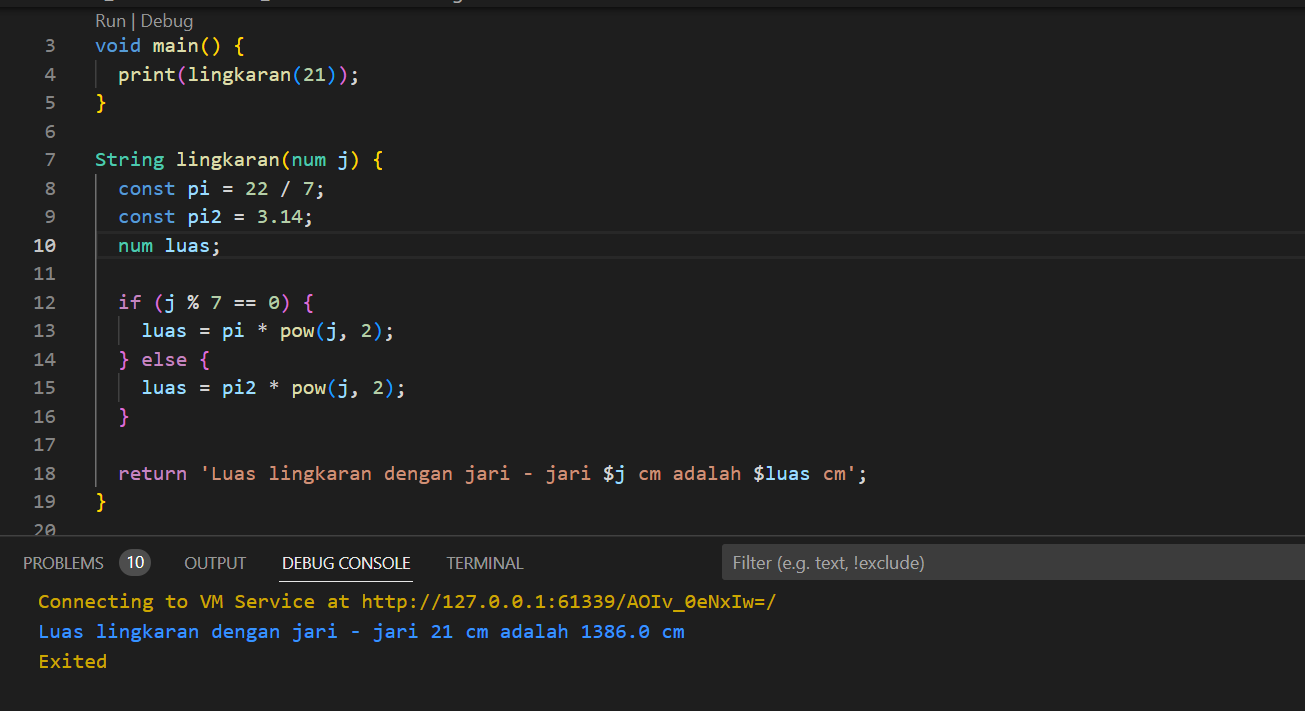 Run | Debug
3 void main() {
4   print(lingkaran(21));
5 }
6
7 String lingkaran(num j) {
8   const pi = 22 / 7;
9   const pi2 = 3.14;
10   num luas;
11
12   if (j % 7 == 0) {
13     luas = pi * pow(j, 2);
14   } else {
15     luas = pi2 * pow(j, 2);
16   }
17
18   return 'Luas lingkaran dengan jari - jari $j cm adalah $luas cm';
19 }
20
PROBLEMS 10 OUTPUT DEBUG CONSOLE TERMINAL Filter (e.g. text, !exclude)
Connecting to VM Service at http://127.0.0.1:61339/AOIv_0eNxIw=/
Luas lingkaran dengan jari - jari 21 cm adalah 1386.0 cm
Exited